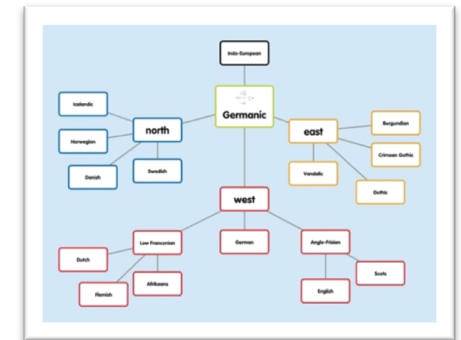 Indo-European
Germanic
north
Icelandic
Norwegian
Danish
Swedish
east
Burgundian
Crimean Gothic
Vandalic
Gothic
west
Low Franconian
German
Anglo-Frisian
Dutch
Flemish
Afrikaans
English
Scots